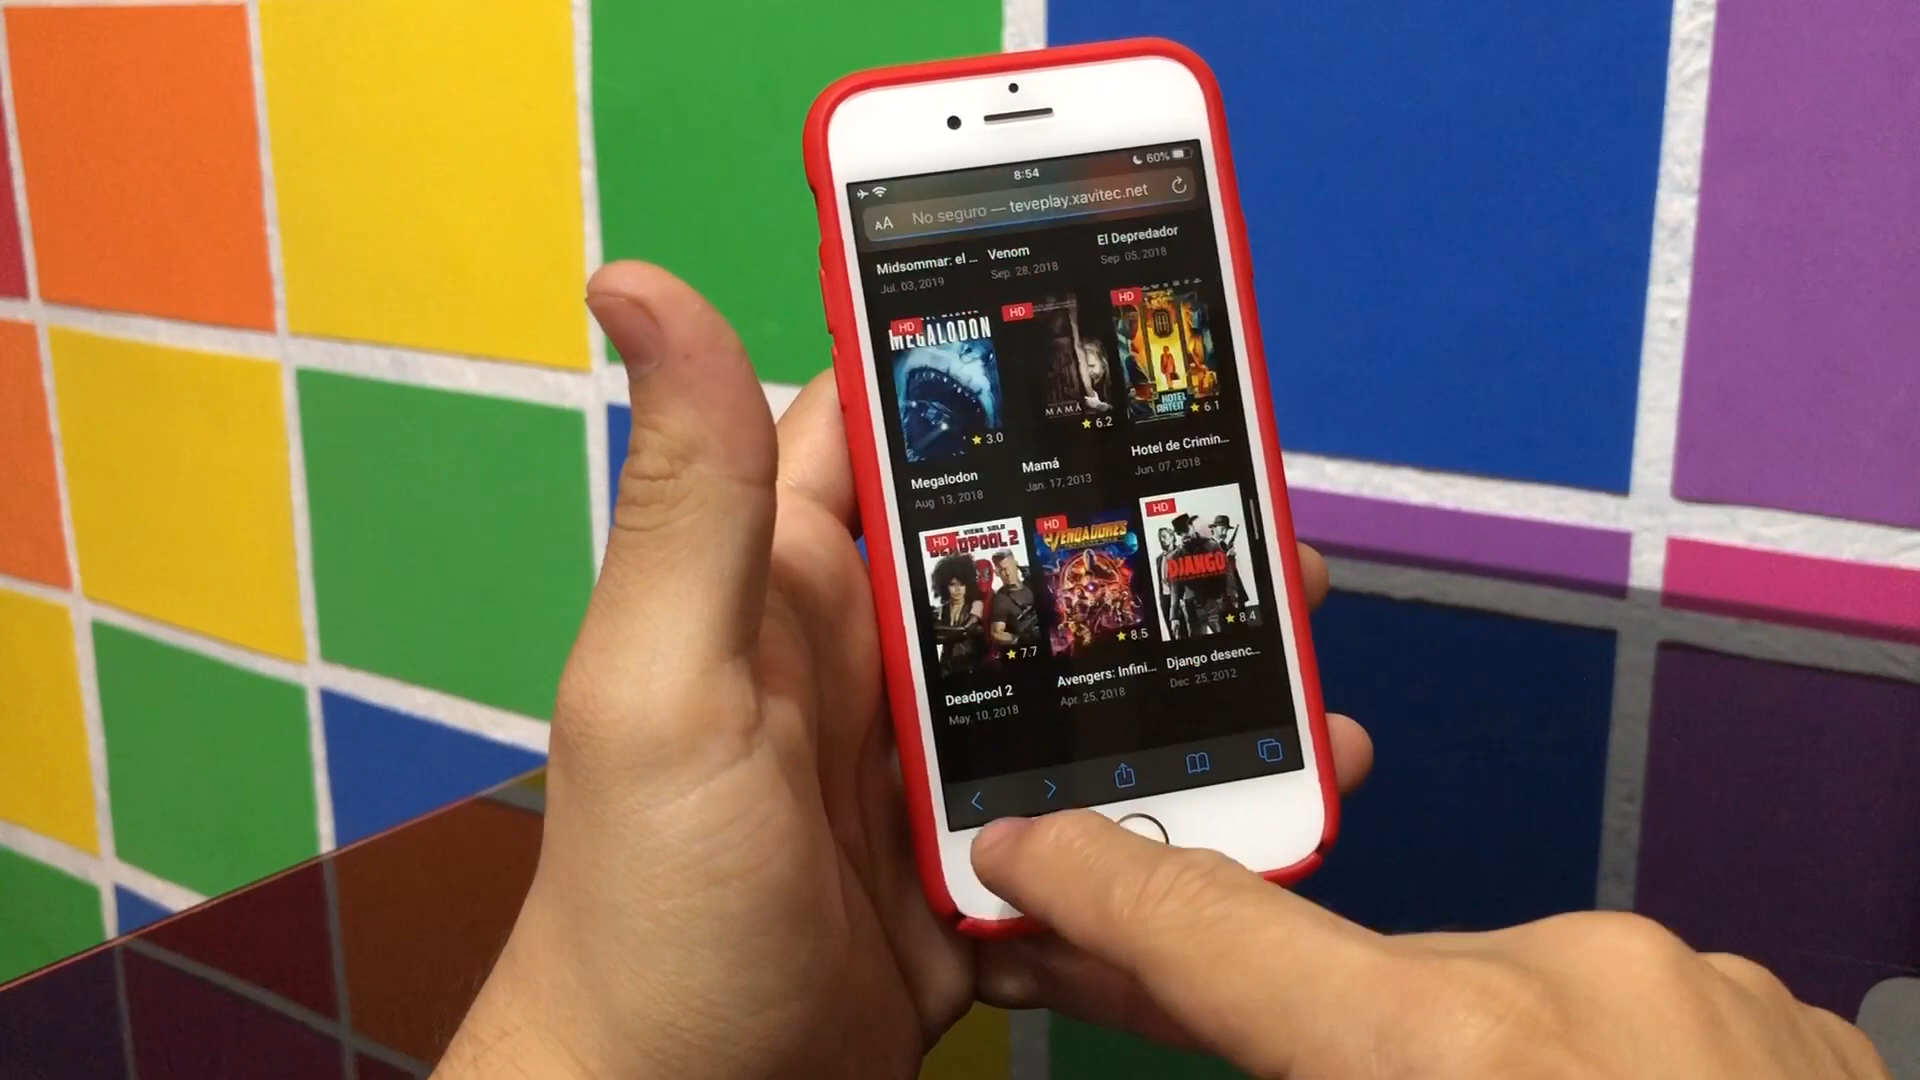 8:54
60%
AA No seguro — teveplay.xavitec.net
Midsommar: el ...
Jul. 03, 2019
Venom
Sep. 28, 2018
El Depredador
Sep. 05, 2018
HD
MEGALODON
3.0
Megalodon
Aug 13, 2018
HD
MAMÁ
6.2
Mamá
Jan. 17, 2013
HD
HOTEL
ARTEMIS
6.1
Hotel de Crimin...
Jun. 07, 2018
HD
VIENE SOLO
DEADPOOL 2
7.7
Deadpool 2
May. 10, 2018
HD
VENGADORES
8.5
Avengers: Infini...
Apr. 25, 2018
HD
DJANGO
8.4
Django desenc...
Dec. 25, 2012